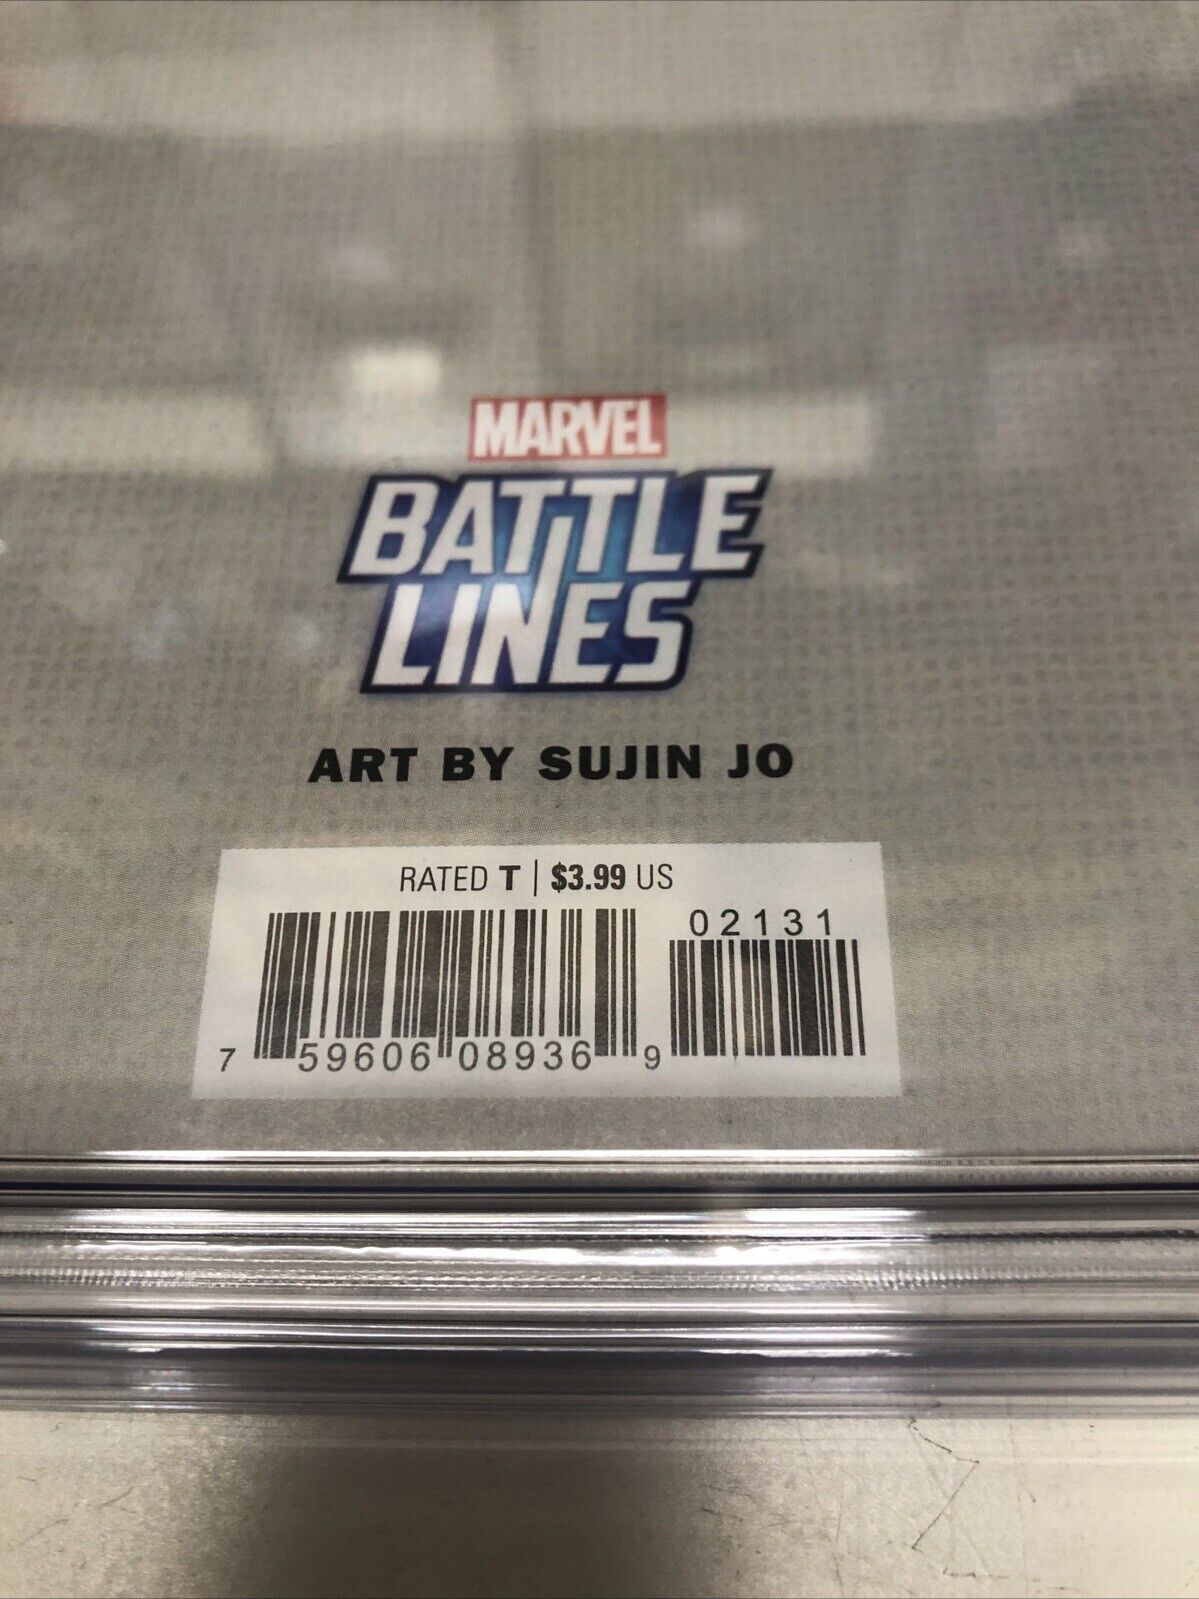 MARVEL
BATTLE
LINES
ART BY SUJIN JO
RATED T | $3.99 US
02131
7 59606 08936 9